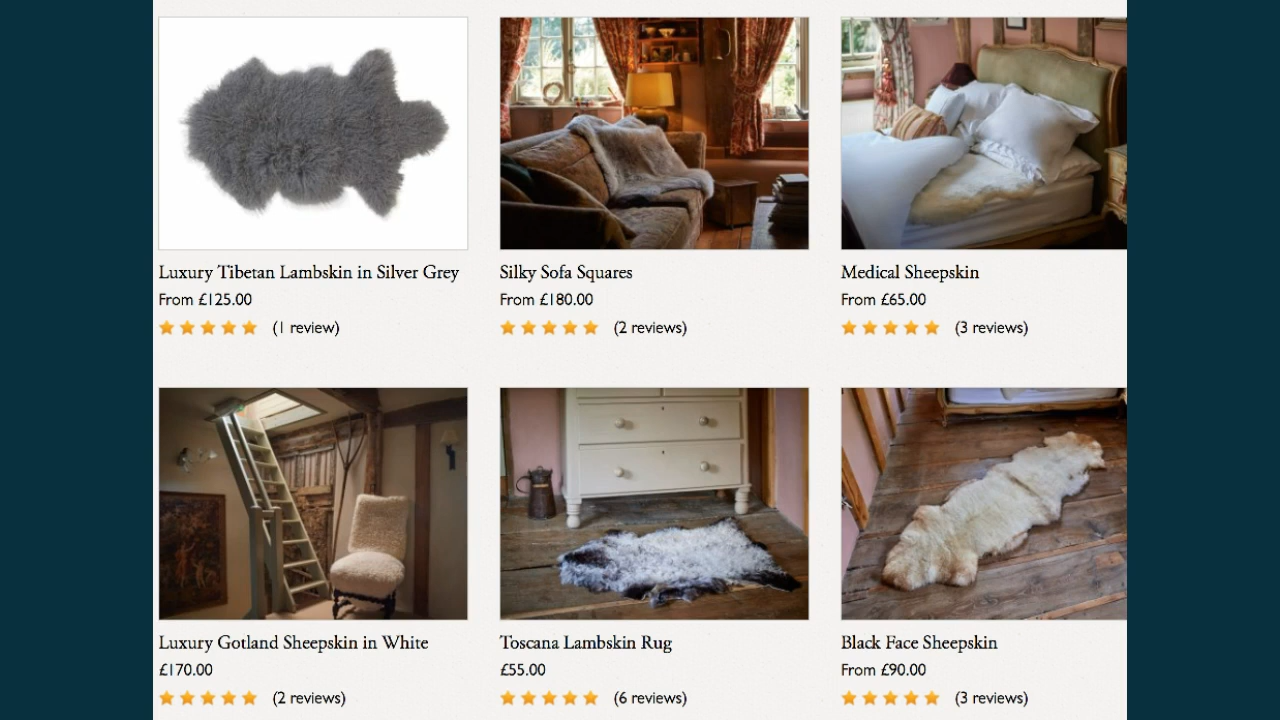 Luxury Tibetan Lambskin in Silver Grey
From £125.00
(1 review)
Silky Sofa Squares
From £180.00
(2 reviews)
Medical Sheepskin
From £65.00
(3 reviews)
Luxury Gotland Sheepskin in White
£170.00
(2 reviews)
Toscana Lambskin Rug
£55.00
(6 reviews)
Black Face Sheepskin
From £90.00
(3 reviews)